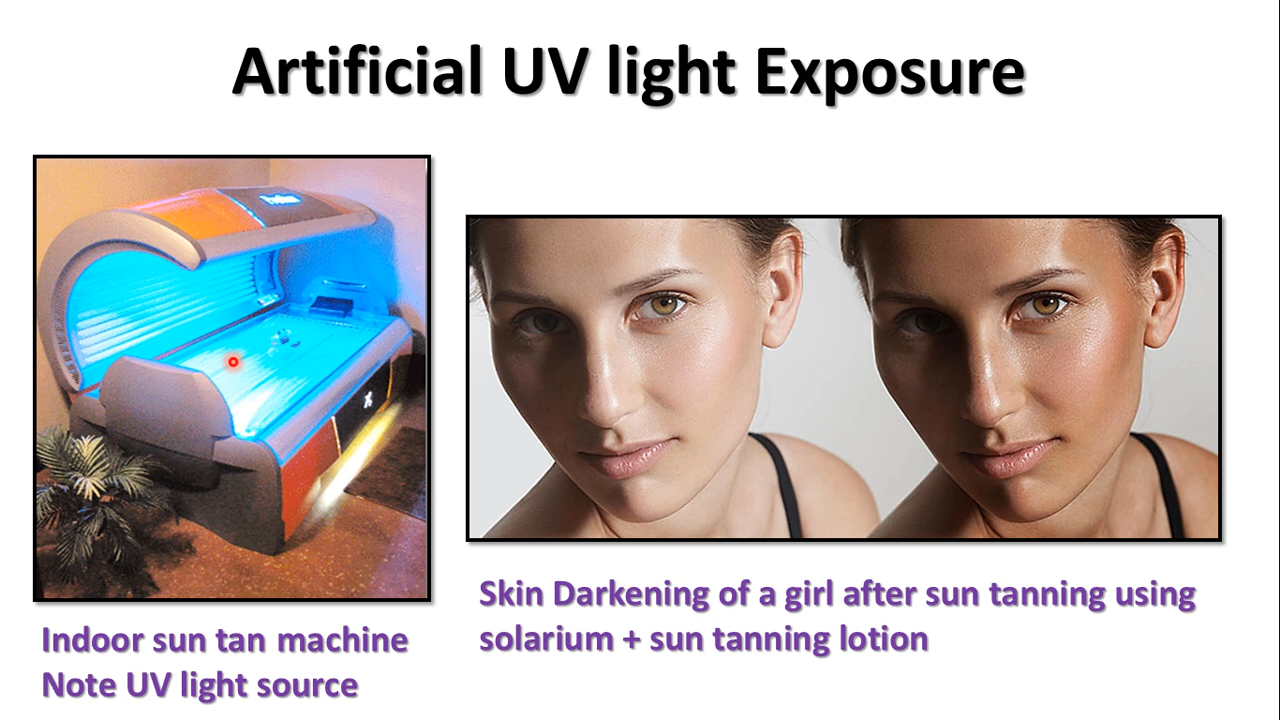 Artificial UV light Exposure
Skin Darkening of a girl after sun tanning using
solarium + sun tanning lotion
Indoor sun tan machine
Note UV light source